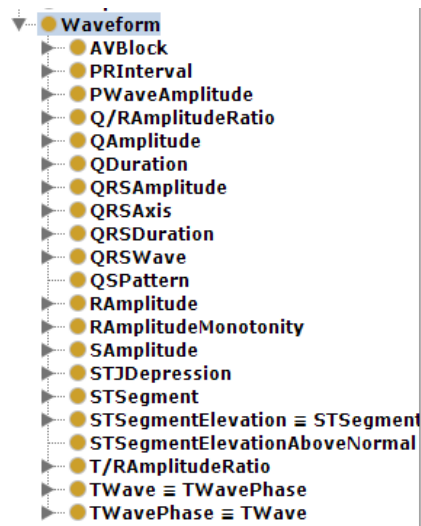 Waveform
AVBlock
PRInterval
PWaveAmplitude
Q/RAmplitudeRatio
QAmplitude
QDuration
QRSAmplitude
QRSAxis
QRSDuration
QRSWave
QSPattern
RAmplitude
RAmplitudeMonotonity
SAmplitude
STJDepression
STSegment
STSegmentElevation ≡ STSegment
STSegmentElevationAboveNormal
T/RAmplitudeRatio
TWave ≡ TWavePhase
TWavePhase ≡ TWave